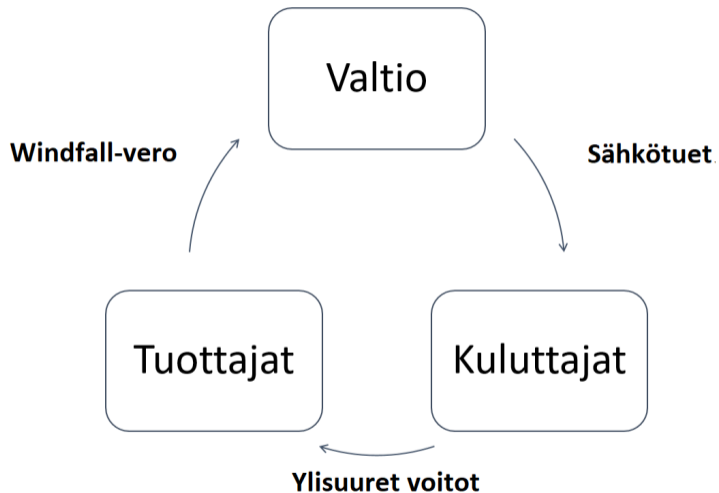 Valtio
Windfall-vero
Sähkötuet
Tuottajat
Kuluttajat
Ylisuuret voitot